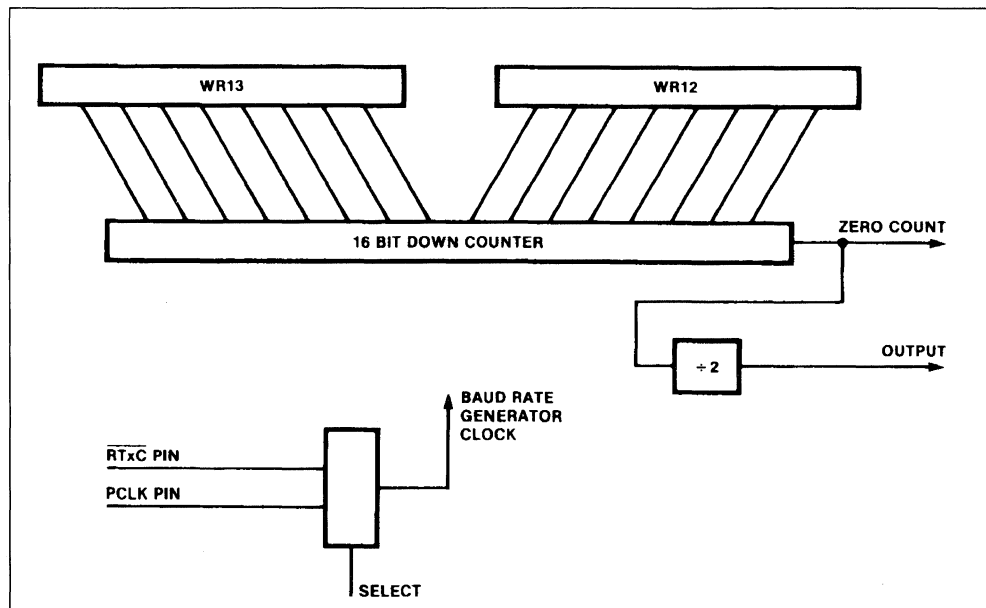 WR13
WR12
16 BIT DOWN COUNTER
ZERO COUNT
÷ 2
OUTPUT
BAUD RATE
GENERATOR
CLOCK
RTxC PIN
PCLK PIN
SELECT